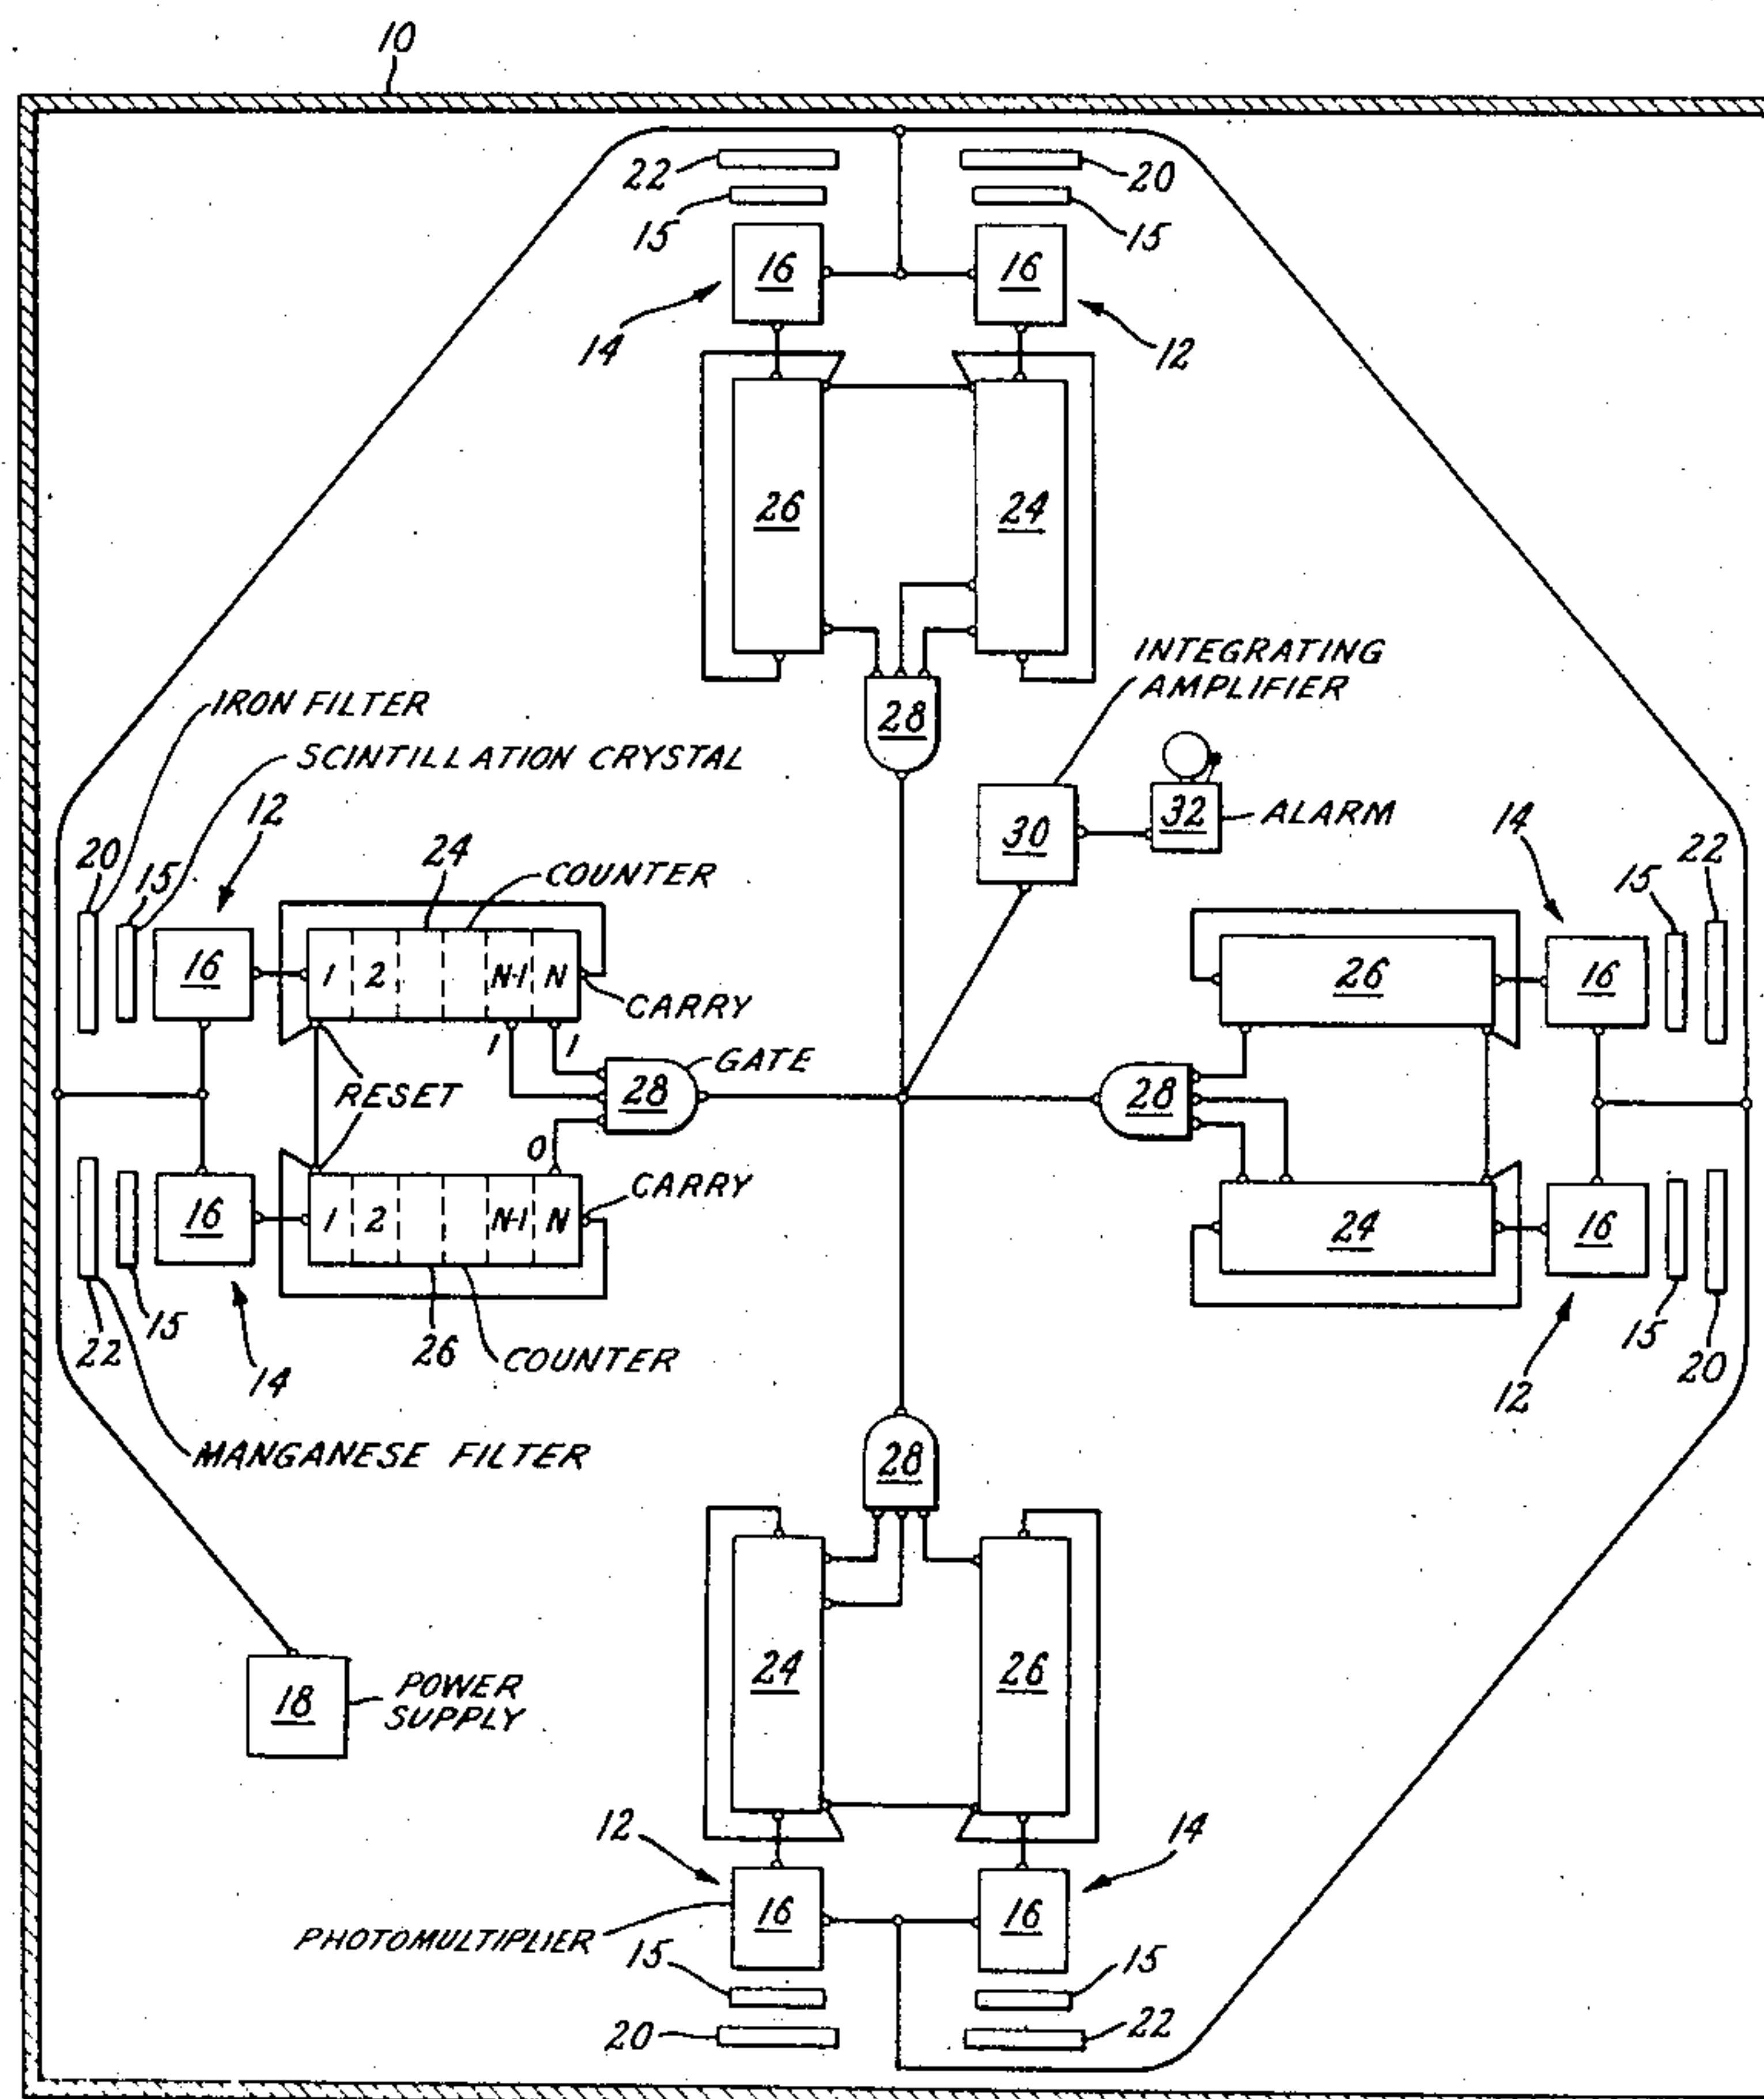 10
22
20
15
15
16
16
14
12
26
24
INTEGRATING
AMPLIFIER
28
IRON FILTER
SCINTILLATION CRYSTAL
30
32
ALARM
12
14
22
20
15
24
COUNTER
15
16
1 2 N-1 N
CARRY
26
16
1 1
GATE
RESET
28
28
0
CARRY
16
1 2 N-1 N
24
16
22
15
14
26
COUNTER
12
15
20
MANGANESE FILTER
28
24
26
18
POWER
SUPPLY
12
14
16
16
PHOTOMULTIPLIER
15
15
20
22